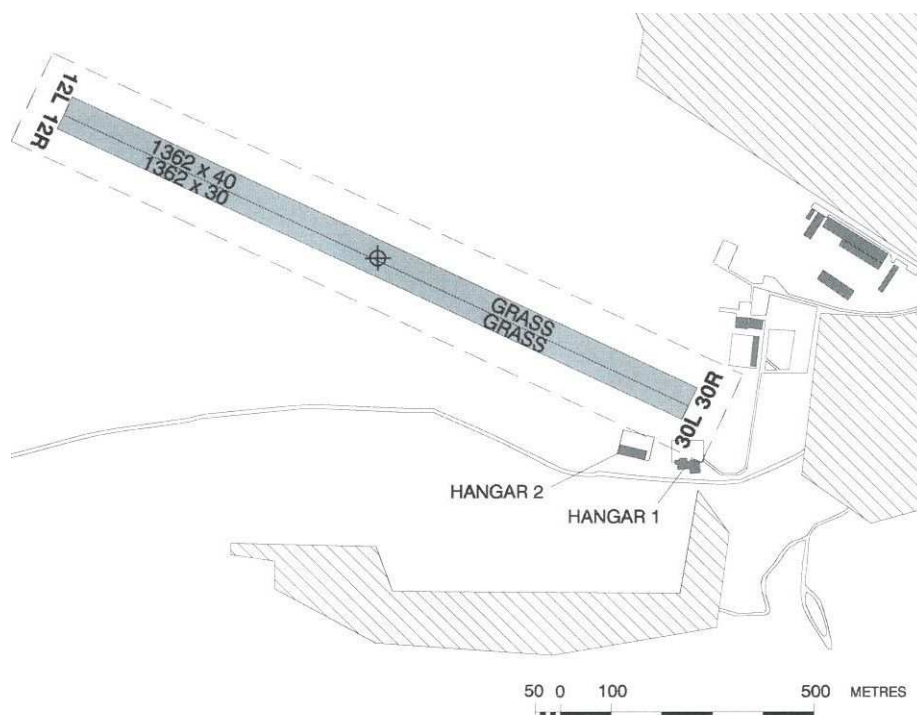 12L 12R
1362 x 40
1362 x 30
GRASS
GRASS
30L 30R
HANGAR 2
HANGAR 1
50 0 100 500 METRES